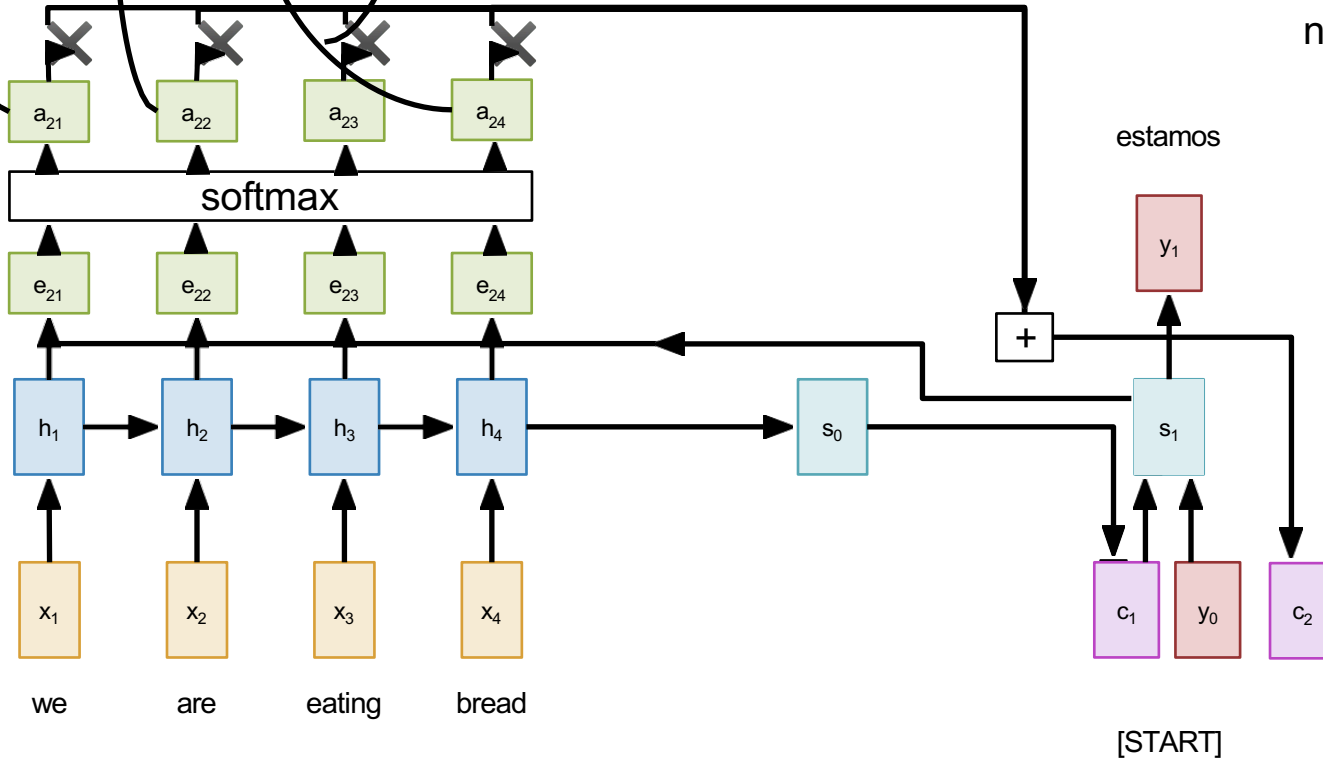 n
a21 a22 a23 a24
estamos
softmax
y1
e21 e22 e23 e24
+
h1 h2 h3 h4 s0 s1
x1 x2 x3 x4 c1 y0 c2
we are eating bread
[START]